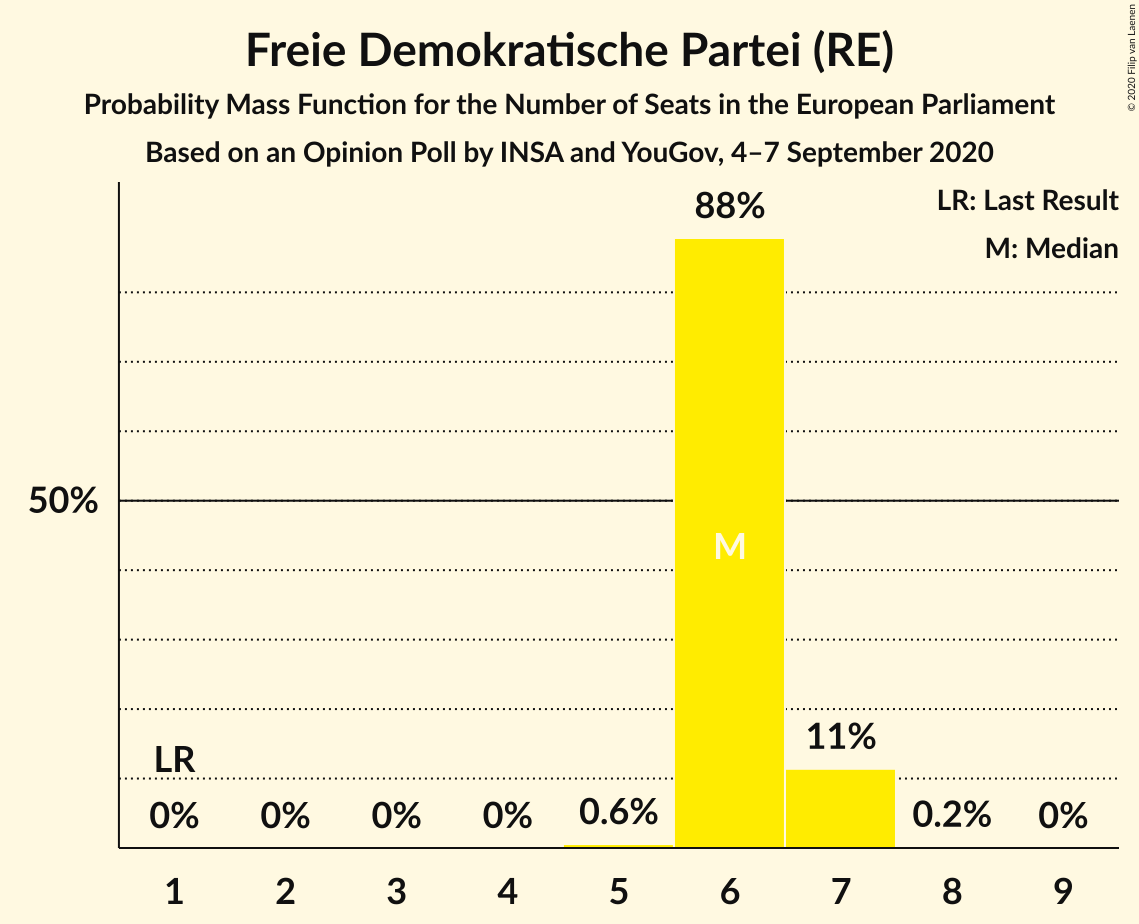 Freie Demokratische Partei (RE)
Probability Mass Function for the Number of Seats in the European Parliament
Based on an Opinion Poll by INSA and YouGov, 4–7 September 2020
© 2020 Filip van Laenen
LR: Last Result
M: Median
88%
50%
M
LR
11%
0% 0% 0% 0% 0.6% 0.2% 0%
1 2 3 4 5 6 7 8 9